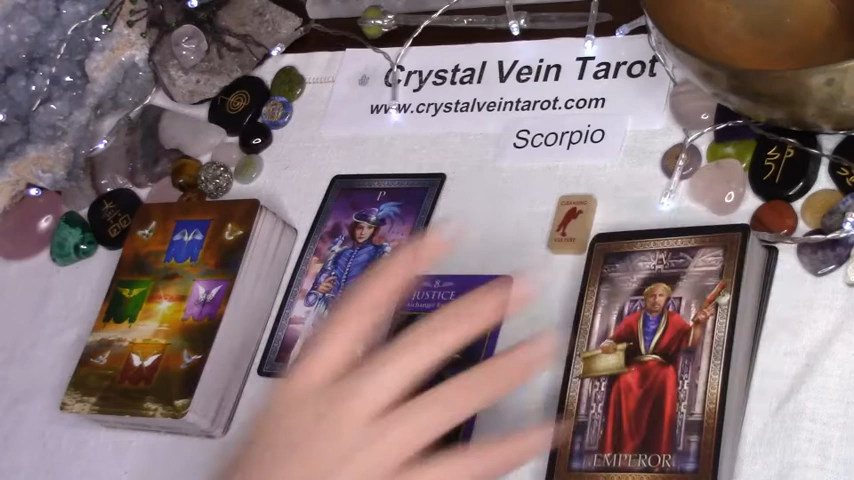 Crystal Vein Tarot
www.crystalveintarot.com
Scorpio
P
8
JUSTICE
EMPEROR